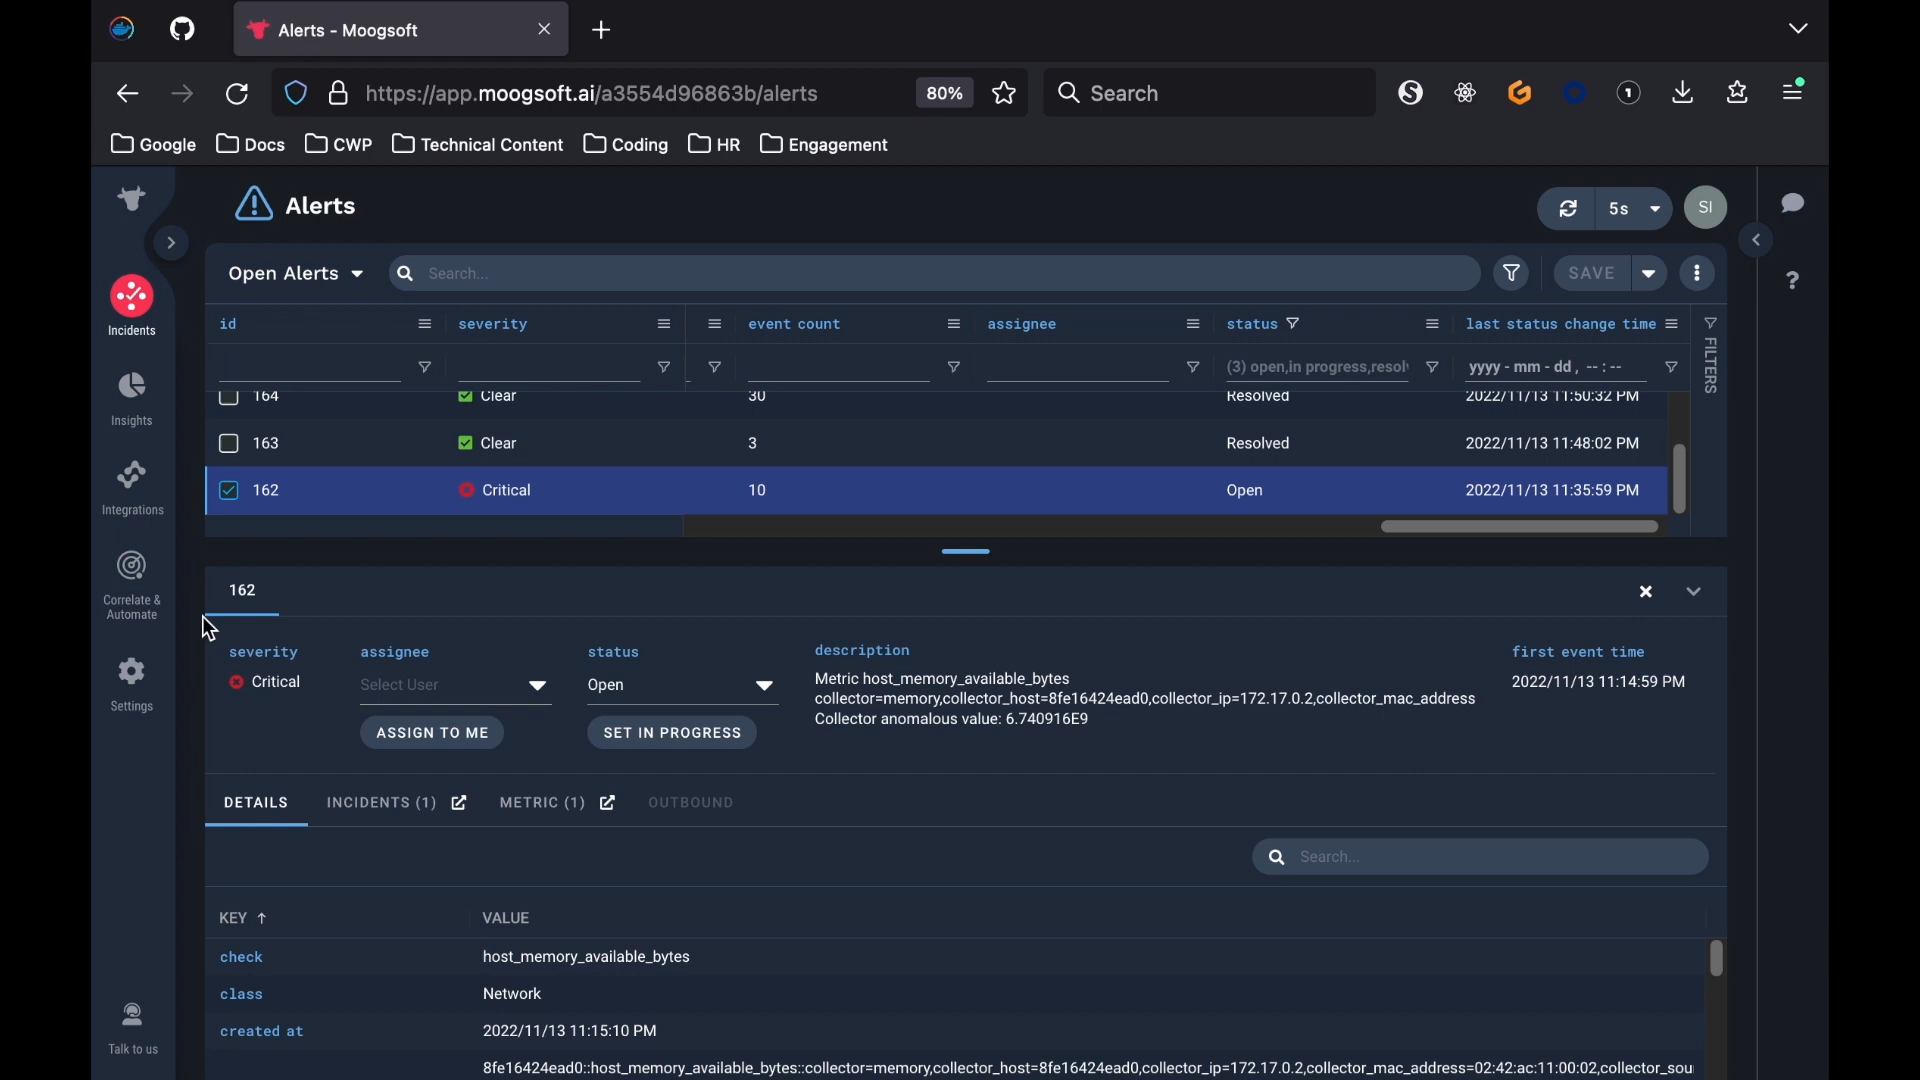 Alerts - Moogsoft
https://app.moogsoft.ai/a3554d96863b/alerts
80%
Search
Google
Docs
CWP
Technical Content
Coding
HR
Engagement
Alerts
5s
SI
Open Alerts
Search...
SAVE
id
severity
event count
assignee
status
last status change time
(3) open,in progress,resolv
yyyy - mm - dd , -- : --
FILTERS
164 Clear 30 Resolved 2022/11/13 11:50:32 PM
163 Clear 3 Resolved 2022/11/13 11:48:02 PM
162 Critical 10 Open 2022/11/13 11:35:59 PM
Incidents
Insights
Integrations
Correlate &
Automate
Settings
Talk to us
162
severity
Critical
assignee
Select User
ASSIGN TO ME
status
Open
SET IN PROGRESS
description
Metric host_memory_available_bytes
collector=memory,collector_host=8fe16424ead0,collector_ip=172.17.0.2,collector_mac_address
Collector anomalous value: 6.740916E9
first event time
2022/11/13 11:14:59 PM
DETAILS
INCIDENTS (1)
METRIC (1)
OUTBOUND
Search...
KEY VALUE
check host_memory_available_bytes
class Network
created at 2022/11/13 11:15:10 PM
8fe16424ead0::host_memory_available_bytes::collector=memory,collector_host=8fe16424ead0,collector_ip=172.17.0.2,collector_mac_address=02:42:ac:11:00:02,collector_sou